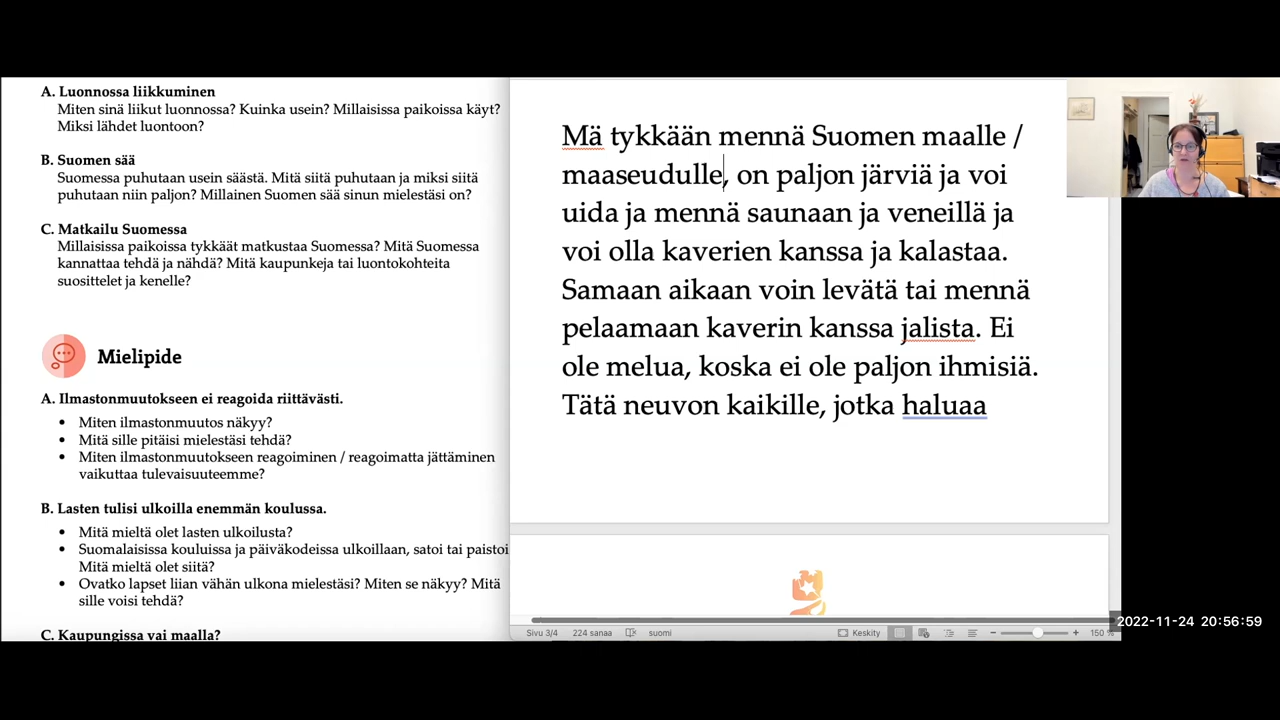 A. Luonnossa liikkuminen
Miten sinä liikut luonnossa? Kuinka usein? Millaisissa paikoissa käyt?
Miksi lähdet luontoon?
B. Suomen sää
Suomessa puhutaan usein säästä. Mitä siitä puhutaan ja miksi siitä
puhutaan niin paljon? Millainen Suomen sää sinun mielestäsi on?
C. Matkailu Suomessa
Millaisissa paikoissa tykkäät matkustaa Suomessa? Mitä Suomessa
kannattaa tehdä ja nähdä? Mitä kaupunkeja tai luontokohteita
suosittelet ja kenelle?
Mielipide
A. Ilmastonmuutokseen ei reagoida riittävästi.
• Miten ilmastonmuutos näkyy?
• Mitä sille pitäisi mielestäsi tehdä?
• Miten ilmastonmuutokseen reagoiminen / reagoimatta jättäminen
vaikuttaa tulevaisuuteemme?
B. Lasten tulisi ulkoilla enemmän koulussa.
• Mitä mieltä olet lasten ulkoilusta?
• Suomalaisissa kouluissa ja päiväkodeissa ulkoillaan, satoi tai paistoi
Mitä mieltä olet siitä?
• Ovatko lapset liian vähän ulkona mielestäsi? Miten se näkyy? Mitä
sille voisi tehdä?
C. Kaupungissa vai maalla?
Mä tykkään mennä Suomen maalle /
maaseudulle, on paljon järviä ja voi
uida ja mennä saunaan ja veneillä ja
voi olla kaverien kanssa ja kalastaa.
Samaan aikaan voin levätä tai mennä
pelaamaan kaverin kanssa jalista. Ei
ole melua, koska ei ole paljon ihmisiä.
Tätä neuvon kaikille, jotka haluaa
Sivu 3/4 224 sanaa suomi Keskity 150 %
2022-11-24 20:56:59